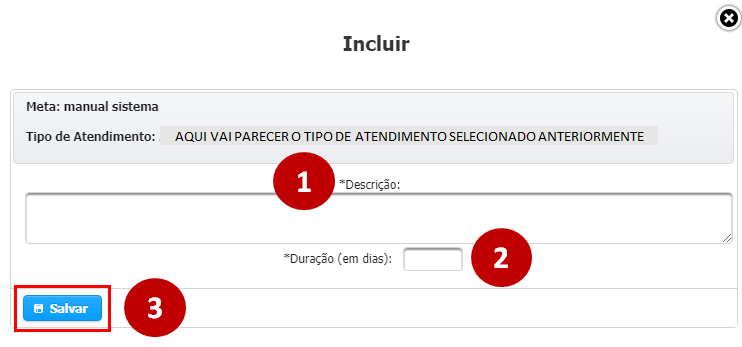 Incluir
Meta: manual sistema
Tipo de Atendimento: AQUI VAI PARECER O TIPO DE ATENDIMENTO SELECIONADO ANTERIORMENTE
1 *Descrição:
*Duração (em dias): 2
Salvar 3